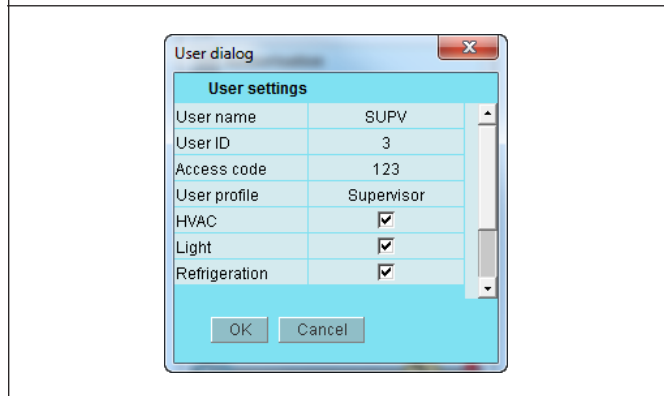 User dialog
User settings
User name SUPV
User ID 3
Access code 123
User profile Supervisor
HVAC
Light
Refrigeration
OK Cancel